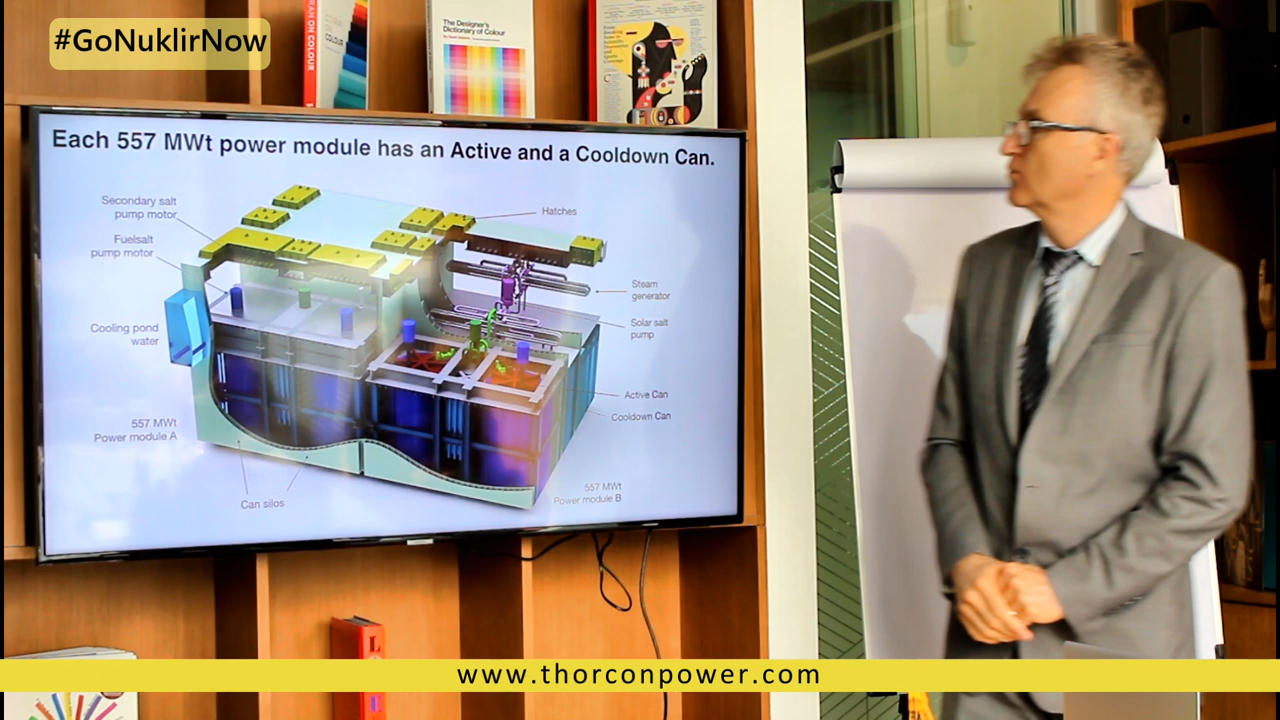 #GoNuklirNow
The Designer's
Dictionary of Colour
Each 557 MWt power module has an Active and a Cooldown Can.
Secondary salt
pump motor
Fuelsalt
pump motor
Cooling pond
water
557 MWt
Power module A
Can silos
Hatches
Steam
generator
Solar salt
pump
Active Can
Cooldown Can
557 MWt
Power module B
www.thorconpower.com